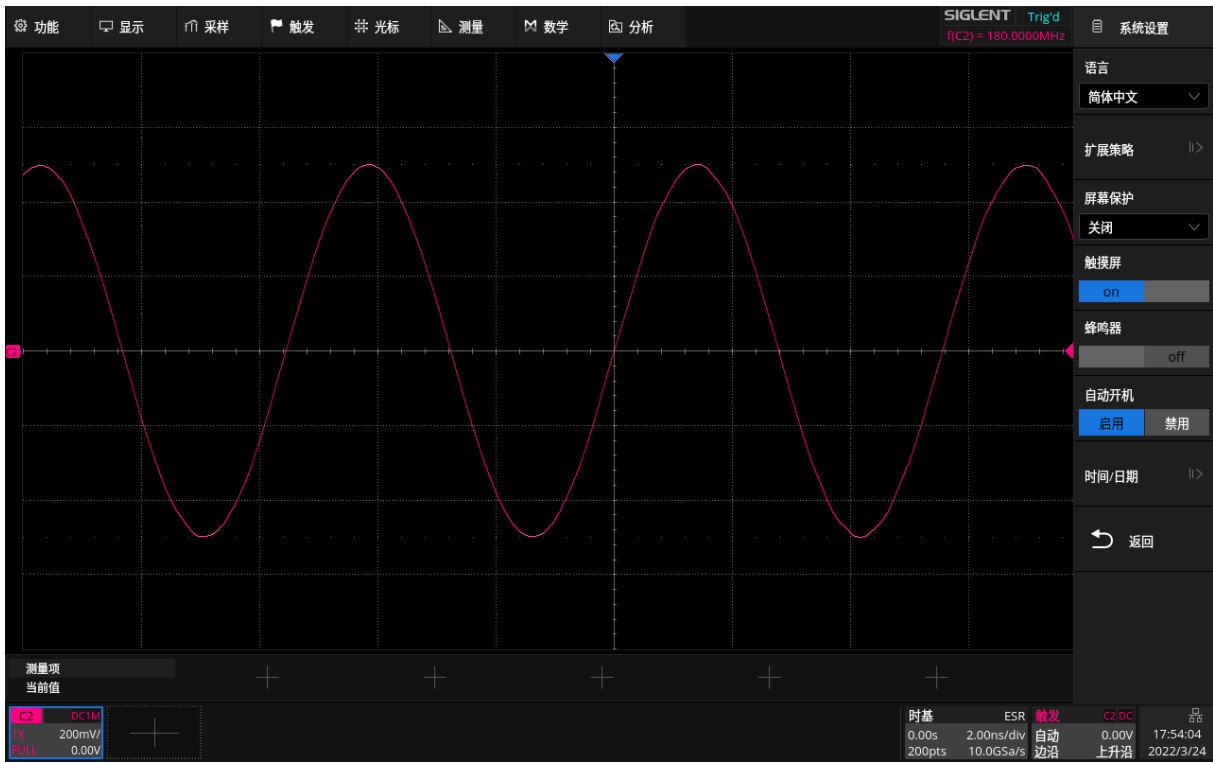 功能 显示 采样 触发 光标 测量 数学 分析
SIGLENT Trig'd
f(C2) = 180.0000MHz
系统设置
语言
简体中文
扩展策略
屏幕保护
关闭
触摸屏
on
蜂鸣器
off
自动开机
启用 禁用
时间/日期
返回
C2
测量项
当前值
C2 DC1M
1X 200mV/
FULL 0.00V
时基 ESR
0.00s 2.00ns/div
200pts 10.0GSa/s
触发 C2 DC
自动 0.00V
边沿 上升沿
17:54:04
2022/3/24